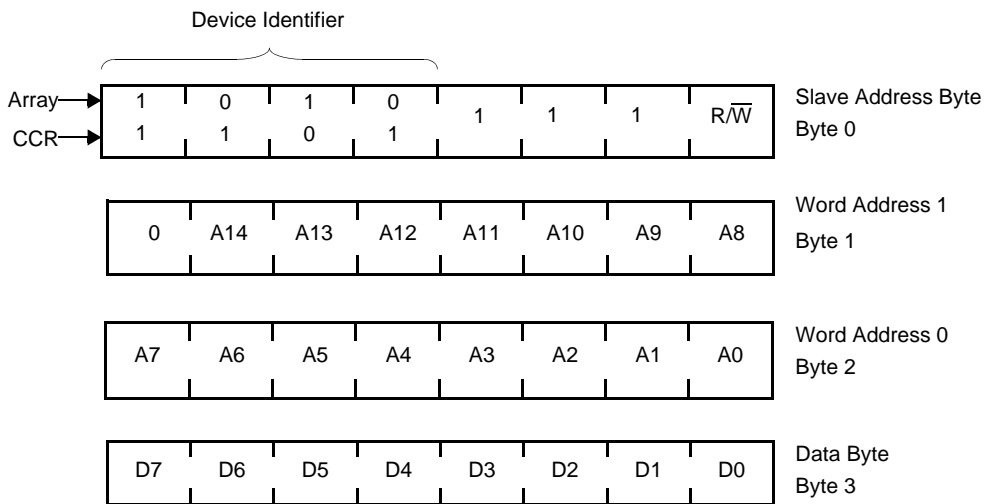 Device Identifier
Array 1 0 1 0 1 1 1 R/W̅ Slave Address Byte
CCR 1 1 0 1 Byte 0
0 A14 A13 A12 A11 A10 A9 A8 Word Address 1
Byte 1
A7 A6 A5 A4 A3 A2 A1 A0 Word Address 0
Byte 2
D7 D6 D5 D4 D3 D2 D1 D0 Data Byte
Byte 3